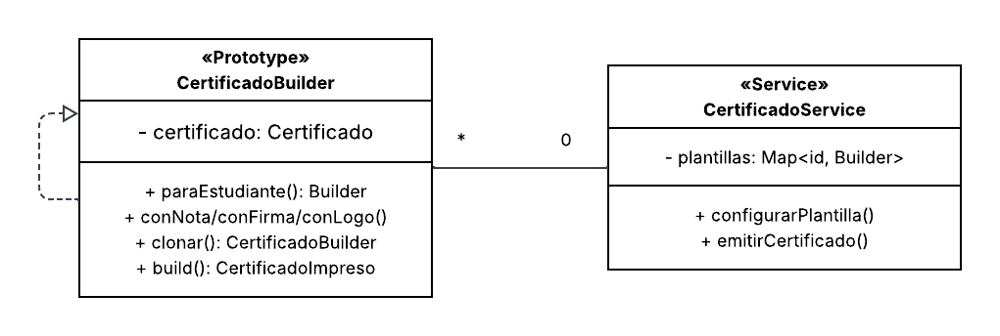 «Prototype»
CertificadoBuilder
- certificado: Certificado
+ paraEstudiante(): Builder
+ conNota/conFirma/conLogo()
+ clonar(): CertificadoBuilder
+ build(): CertificadoImpreso
*
0
«Service»
CertificadoService
- plantillas: Map<id, Builder>
+ configurarPlantilla()
+ emitirCertificado()